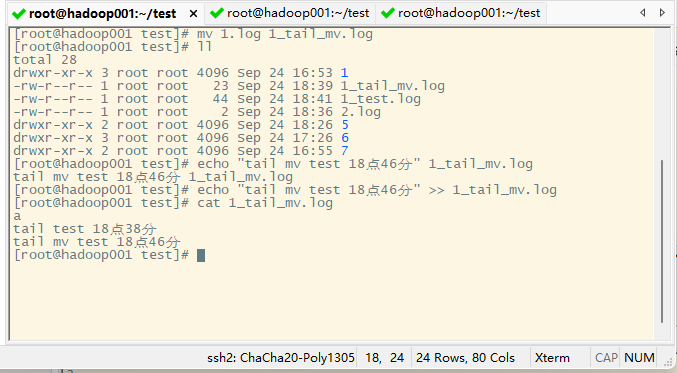 root@hadoop001:~/test × root@hadoop001:~/test root@hadoop001:~/test
[root@hadoop001 test]# mv 1.log 1_tail_mv.log
[root@hadoop001 test]# ll
total 28
drwxr-xr-x 3 root root 4096 Sep 24 16:53 1
-rw-r--r-- 1 root root   23 Sep 24 18:39 1_tail_mv.log
-rw-r--r-- 1 root root   44 Sep 24 18:41 1_test.log
-rw-r--r-- 1 root root    2 Sep 24 18:36 2.log
drwxr-xr-x 2 root root 4096 Sep 24 18:26 5
drwxr-xr-x 3 root root 4096 Sep 24 17:26 6
drwxr-xr-x 2 root root 4096 Sep 24 16:55 7
[root@hadoop001 test]# echo "tail mv test 18点46分" 1_tail_mv.log
tail mv test 18点46分 1_tail_mv.log
[root@hadoop001 test]# echo "tail mv test 18点46分" >> 1_tail_mv.log
[root@hadoop001 test]# cat 1_tail_mv.log
a
tail test 18点38分
tail mv test 18点46分
[root@hadoop001 test]#
ssh2: ChaCha20-Poly1305 18, 24 24 Rows, 80 Cols Xterm CAP NUM